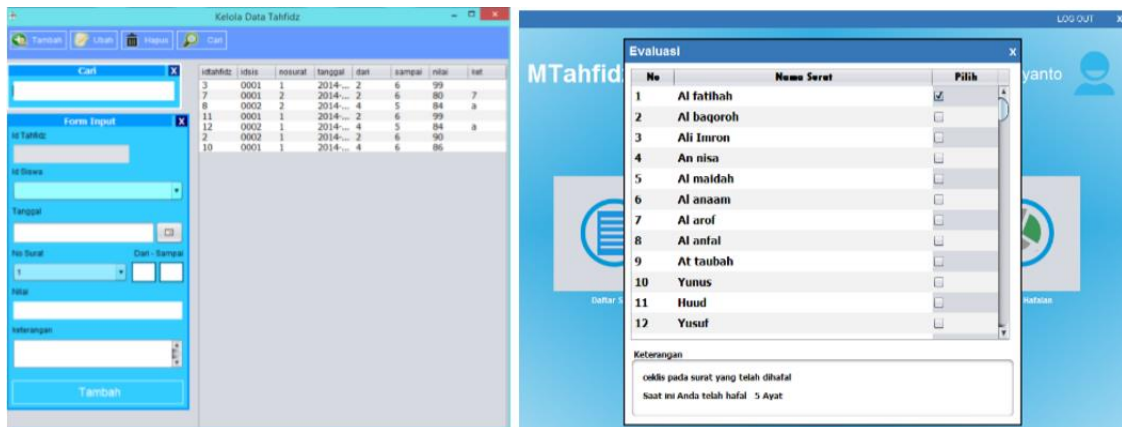 Kelola Data Tahfidz
Tambah Ubah Hapus Cari
Cari X
Form Input X
Id Tahfidz
Id Siswa
Tanggal
No Surat Dari - Sampai
1
Nilai
keterangan
Tambah
idtahfidz idsis nosurat tanggal dari sampai nilai ket
3 0001 1 2014-... 2 6 99
7 0001 2 2014-... 2 6 80 7
8 0002 2 2014-... 4 5 84 a
11 0001 1 2014-... 2 6 99
12 0002 1 2014-... 4 5 84 a
2 0002 1 2014-... 2 6 90
10 0001 1 2014-... 4 6 86
LOG OUT X
MTahfid
yanto
Evaluasi X
No Nama Surat Pilih
1 Al fatihah
2 Al baqoroh
3 Ali Imron
4 An nisa
5 Al maidah
6 Al anaam
7 Al arof
8 Al anfal
9 At taubah
10 Yunus
11 Huud
12 Yusuf
Daftar S
Hafalan
Keterangan
ceklis pada surat yang telah dihafal
Saat ini Anda telah hafal 5 Ayat